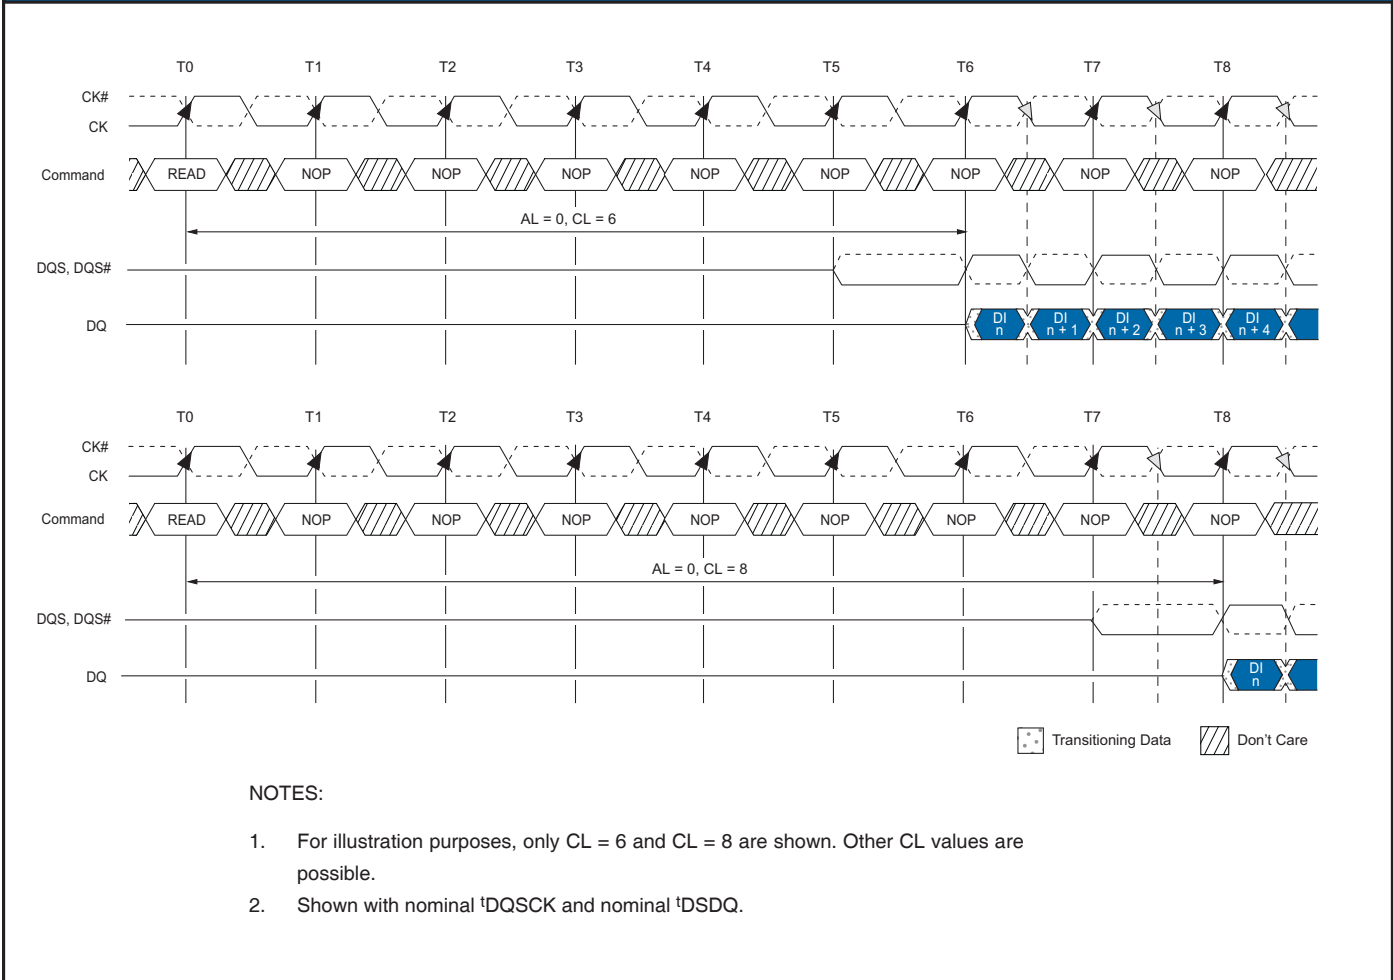 T0 T1 T2 T3 T4 T5 T6 T7 T8
CK#
CK
Command READ NOP NOP NOP NOP NOP NOP NOP NOP
AL = 0, CL = 6
DQS, DQS#
DQ DI n DI n + 1 DI n + 2 DI n + 3 DI n + 4
T0 T1 T2 T3 T4 T5 T6 T7 T8
CK#
CK
Command READ NOP NOP NOP NOP NOP NOP NOP NOP
AL = 0, CL = 8
DQS, DQS#
DQ DI n
Transitioning Data Don't Care
NOTES:
1. For illustration purposes, only CL = 6 and CL = 8 are shown. Other CL values are
possible.
2. Shown with nominal tDQSCK and nominal tDSDQ.